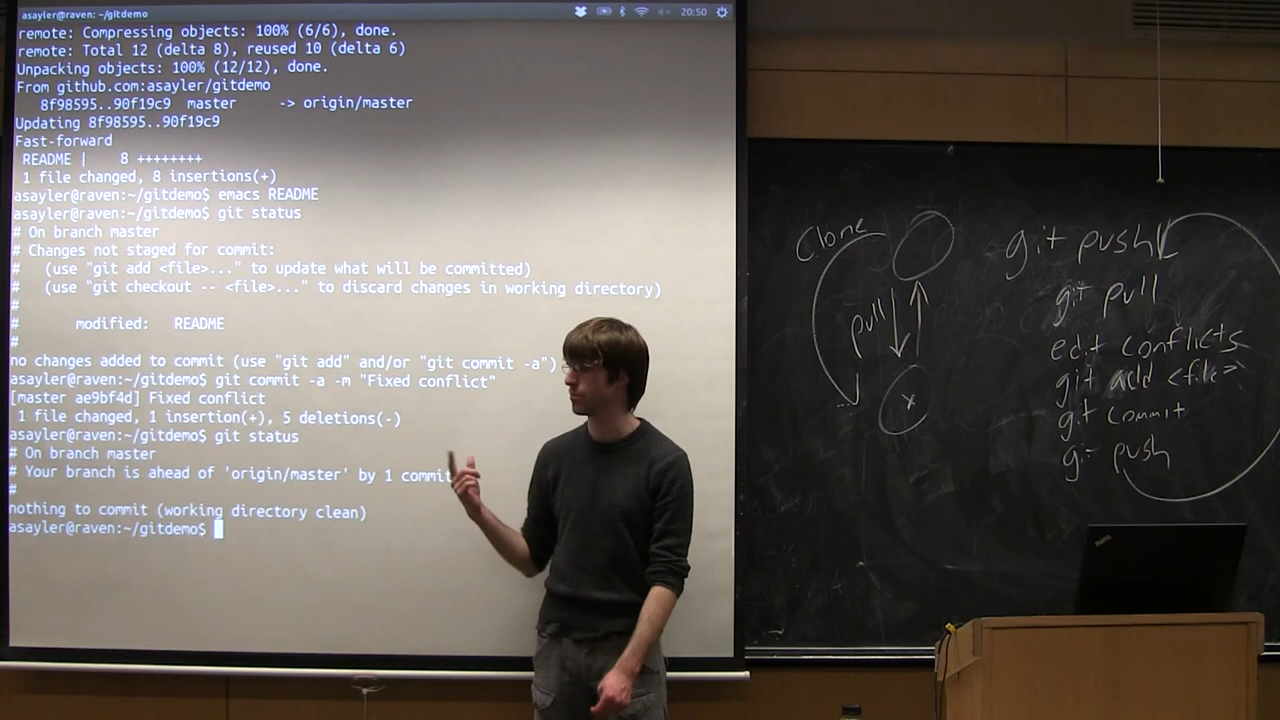 asayler@raven: ~/gitdemo
20:50
remote: Compressing objects: 100% (6/6), done.
remote: Total 12 (delta 8), reused 10 (delta 6)
Unpacking objects: 100% (12/12), done.
From github.com:asayler/gitdemo
8f98595..90f19c9 master -> origin/master
Updating 8f98595..90f19c9
Fast-forward
README | 8 ++++++++
1 file changed, 8 insertions(+)
asayler@raven:~/gitdemo$ emacs README
asayler@raven:~/gitdemo$ git status
# On branch master
# Changes not staged for commit:
# (use "git add <file>..." to update what will be committed)
# (use "git checkout -- <file>..." to discard changes in working directory)
#
# modified: README
#
no changes added to commit (use "git add" and/or "git commit -a")
asayler@raven:~/gitdemo$ git commit -a -m "Fixed conflict"
[master ae9bf4d] Fixed conflict
1 file changed, 1 insertion(+), 5 deletions(-)
asayler@raven:~/gitdemo$ git status
# On branch master
# Your branch is ahead of 'origin/master' by 1 commit
#
nothing to commit (working directory clean)
asayler@raven:~/gitdemo$
Clone
pull
x
git push
git pull
edit conflicts
git add <file>
git commit
git push
ThinkPad